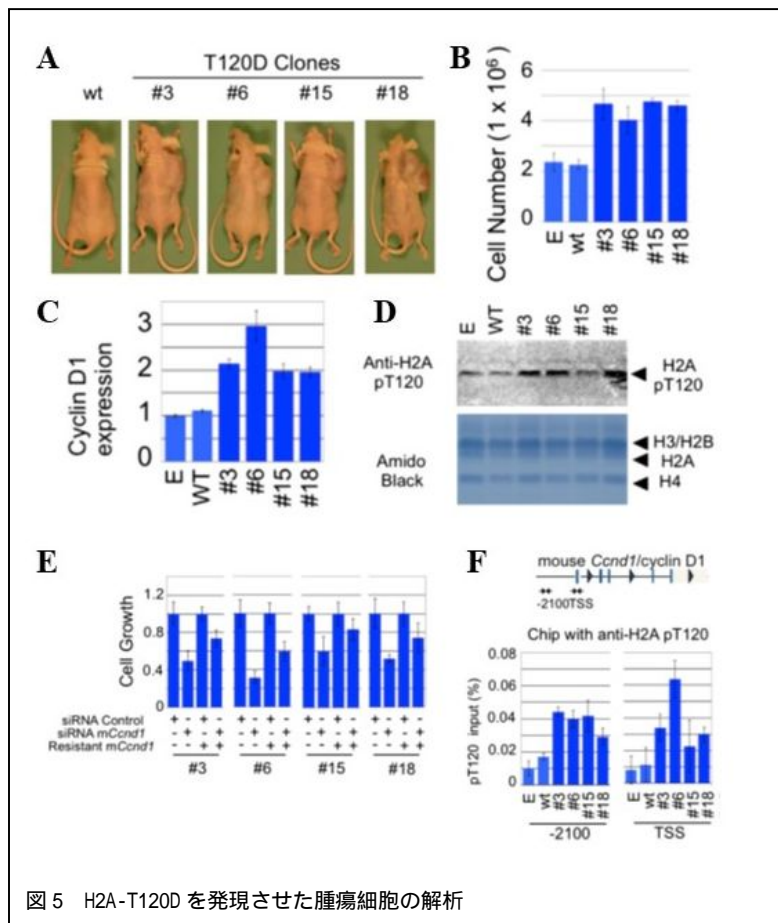 A
T120D Clones
wt #3 #6 #15 #18
B
Cell Number (1 x 10⁶)
6
4
2
0
E wt #3 #6 #15 #18
C
Cyclin D1
expression
3
2
2
1
1
0
E WT #3 #6 #15 #18
D
E WT #3 #6 #15 #18
Anti-H2A
pT120
H2A
pT120
Amido
Black
H3/H2B
H2A
H4
E
Cell Growth
1.2
0.8
0.4
0
siRNA Control + - + - + - + - + - + - + - + -
siRNA mCcnd1 - + - + - + - + - + - + - + - +
Resistant mCcnd1 - - + + - - + + - - + + - - + +
#3 #6 #15 #18
F
mouse Ccnd1/cyclin D1
-2100TSS
Chip with anti-H2A pT120
pT120 input (%)
0.08
0.06
0.04
0.02
0
E wt #3 #6 #15 #18 E wt #3 #6 #15 #18
-2100 TSS
図5 H2A-T120D を発現させた腫瘍細胞の解析